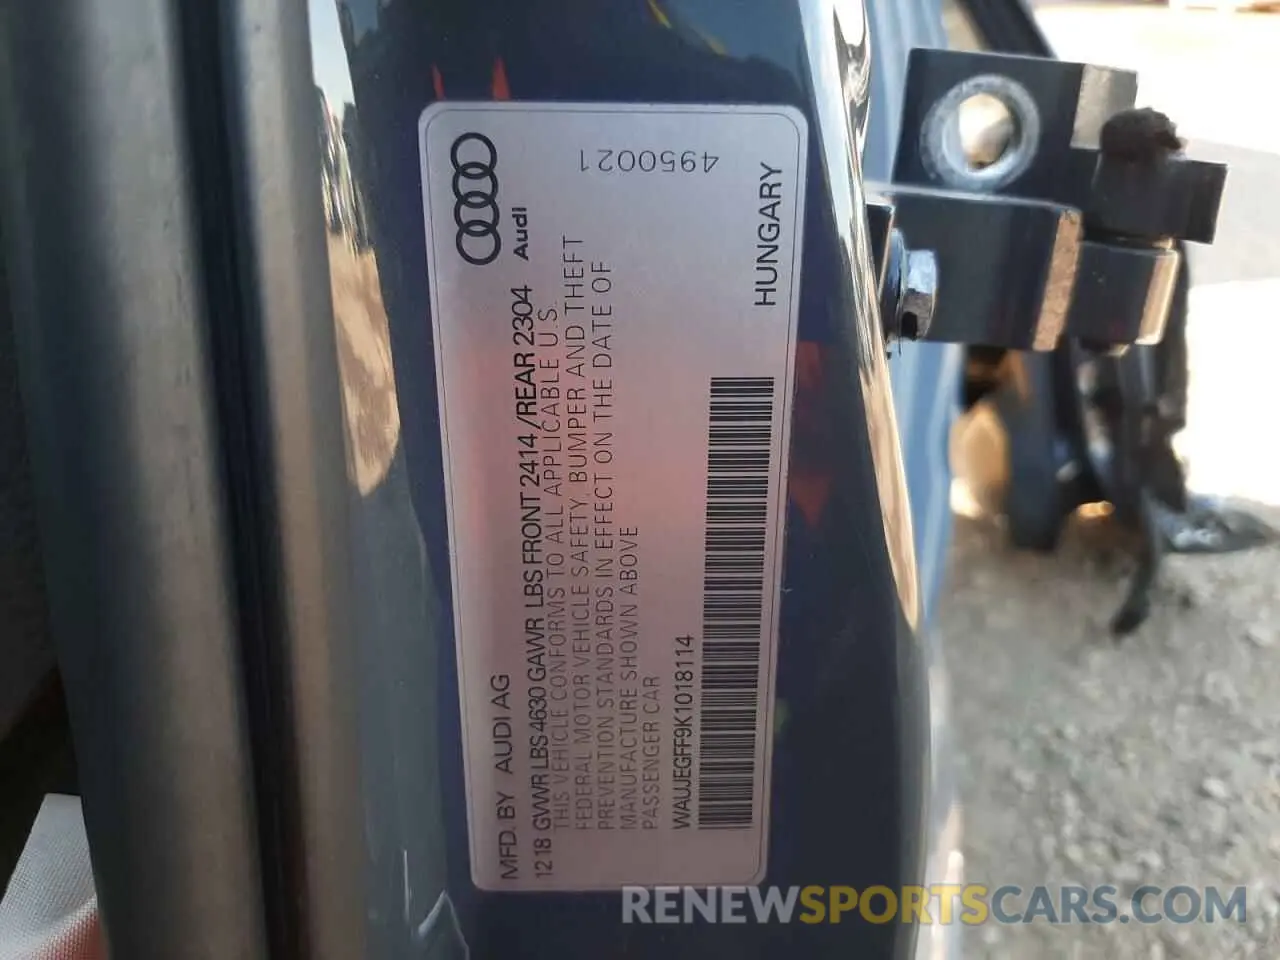 4950021
Audi
MFD. BY AUDI AG
12 18 GVWR LBS 4630 GAWR LBS FRONT 2414 / REAR 2304
THIS VEHICLE CONFORMS TO ALL APPLICABLE U.S.
FEDERAL MOTOR VEHICLE SAFETY, BUMPER AND THEFT
PREVENTION STANDARDS IN EFFECT ON THE DATE OF
MANUFACTURE SHOWN ABOVE
PASSENGER CAR
WAUJEGFF9K1018114
HUNGARY
RENEWSPORTSCARS.COM